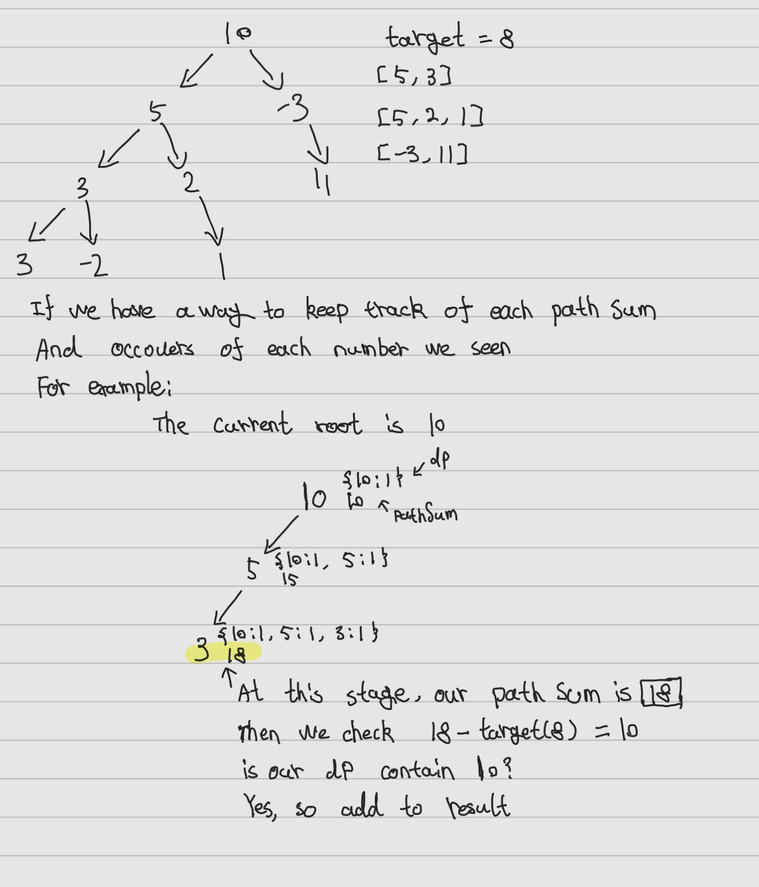 10
target = 8
[5, 3]
5
-3
[5, 2, 1]
[-3, 11]
3
2
11
3
-2
1
If we have a way to keep track of each path sum
And occouers of each number we seen
For example:
The current root is 10
10 {10:1} dp
10 pathSum
5 {10:1, 5:1}
15
3 {10:1, 5:1, 3:1}
18
At this stage, our path sum is 18
Then we check 18 - target(8) = 10
is our dp contain 10?
Yes, so add to result